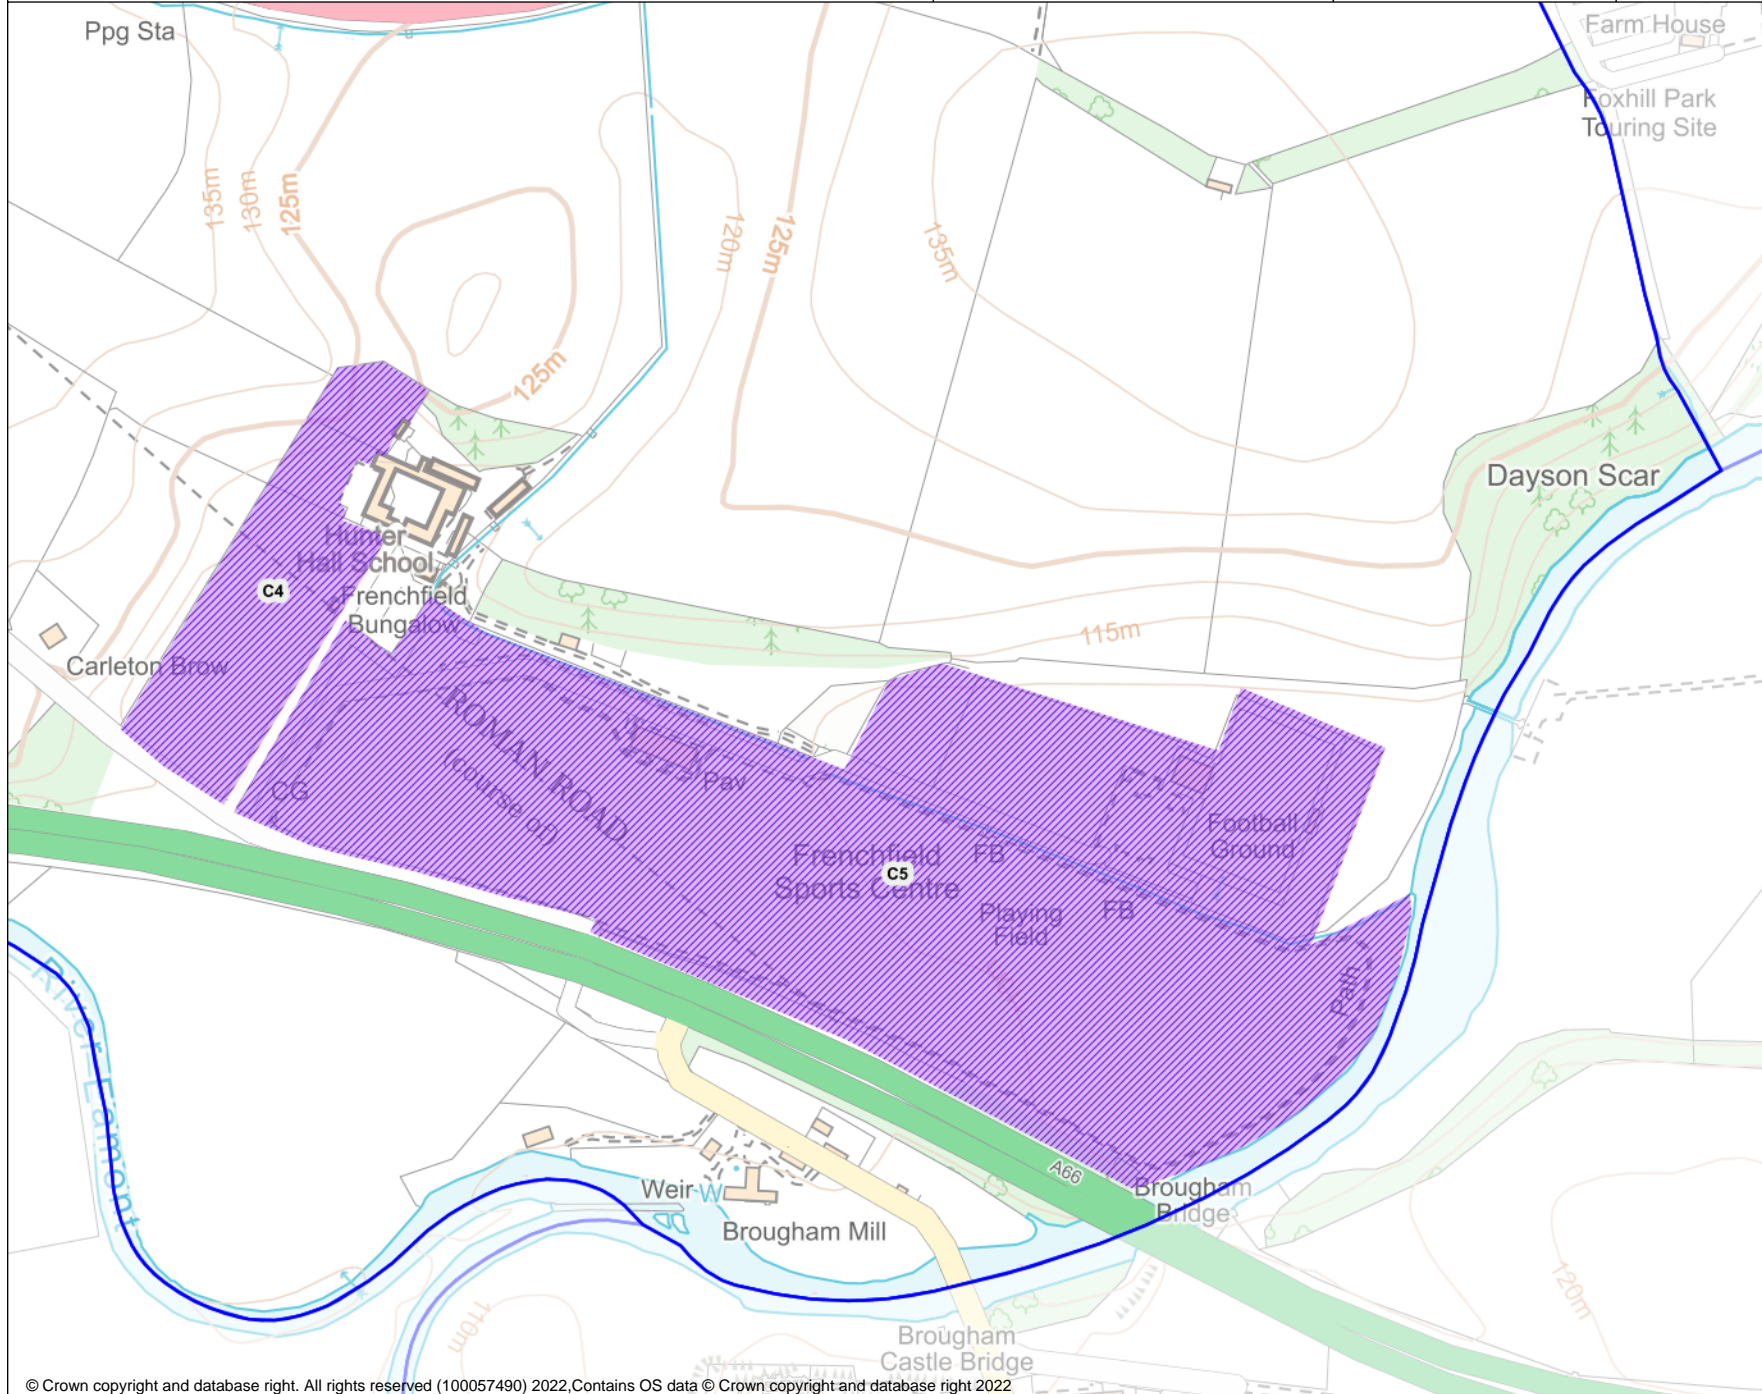 Ppg Sta
Farm House
Foxhill Park
Touring Site
135m
130m
125m
120m
125m
135m
125m
Dayson Scar
Hunter
Hall School
C4
Frenchfield
Bungalow
115m
Carleton Brow
ROMAN ROAD
(course of)
Pav
CG
Football
Ground
Frenchfield
FB
C5
Sports Centre
Playing
Field
FB
Path
River Eamont
A66
Weir
W
Brougham
Bridge
Brougham Mill
120m
110m
Brougham
Castle Bridge
© Crown copyright and database right. All rights reserved (100057490) 2022,Contains OS data © Crown copyright and database right 2022